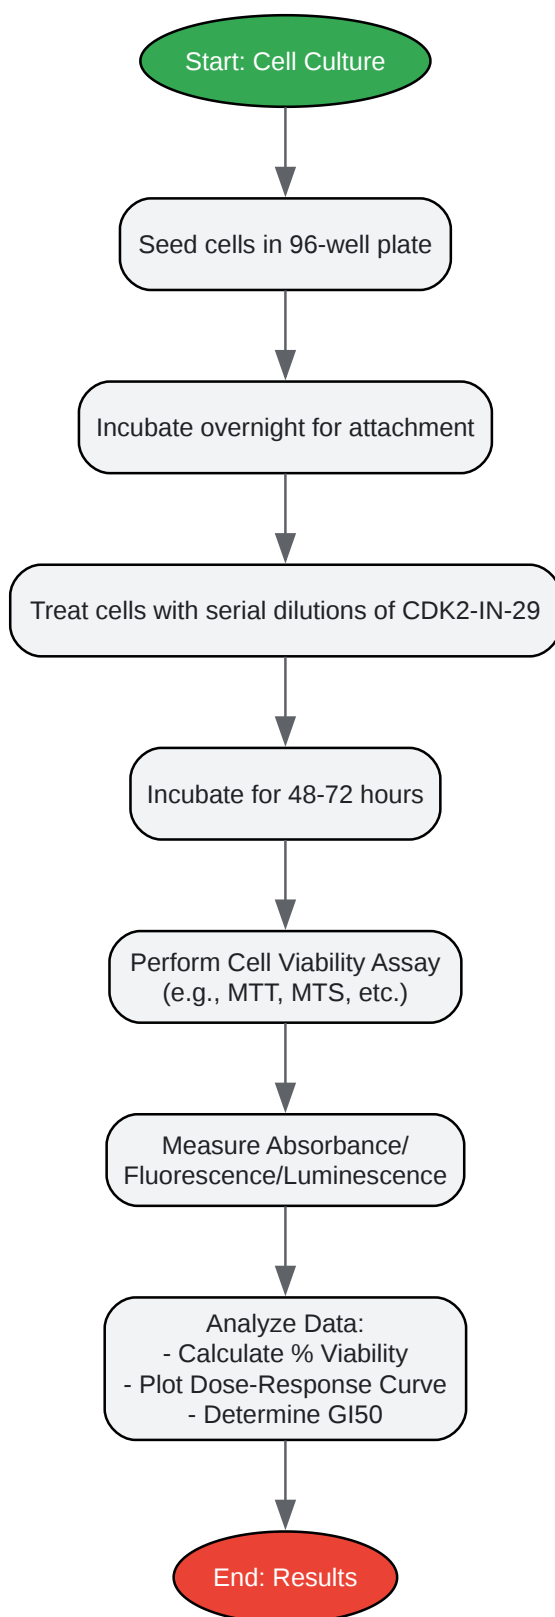 Start: Cell Culture
Seed cells in 96-well plate
Incubate overnight for attachment
Treat cells with serial dilutions of CDK2-IN-29
Incubate for 48-72 hours
Perform Cell Viability Assay
(e.g., MTT, MTS, etc.)
Measure Absorbance/
Fluorescence/Luminescence
Analyze Data:
- Calculate % Viability
- Plot Dose-Response Curve
- Determine GI50
End: Results